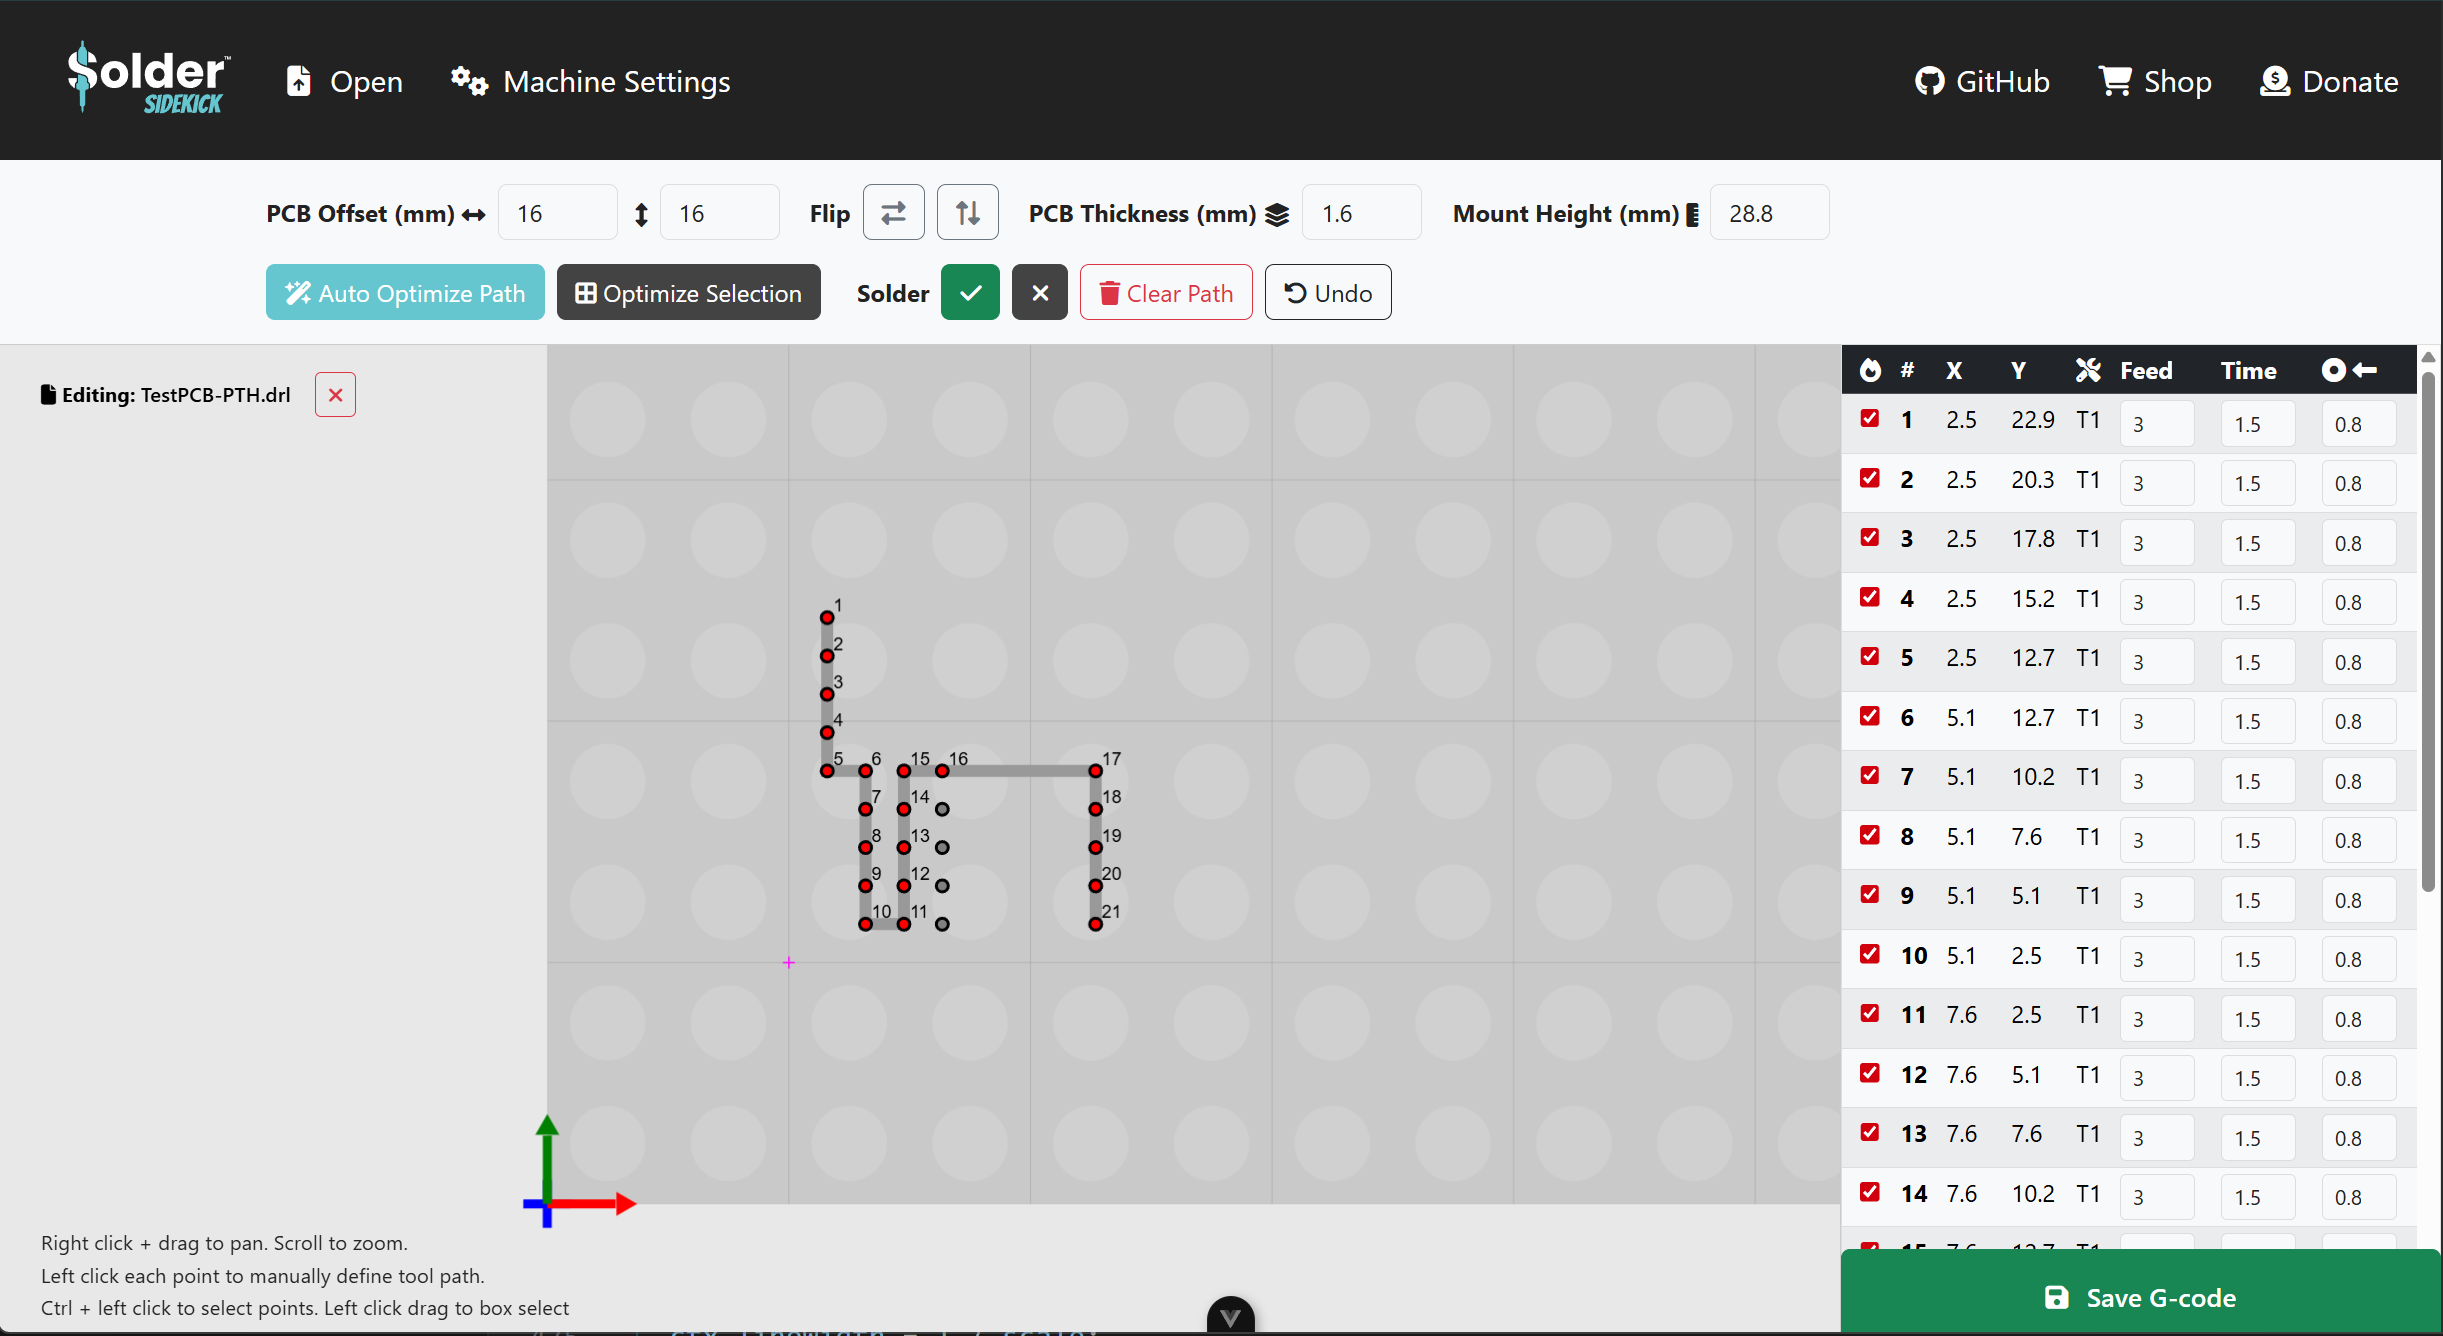 Solder™
SIDEKICK
Open
Machine Settings
GitHub
Shop
Donate
PCB Offset (mm) 16 16 Flip PCB Thickness (mm) 1.6 Mount Height (mm) 28.8
Auto Optimize Path Optimize Selection Solder Clear Path Undo
Editing: TestPCB-PTH.drl
1
2
3
4
5 6 15 16 17
7 14 18
8 13 19
9 12 20
10 11 21
Right click + drag to pan. Scroll to zoom.
Left click each point to manually define tool path.
Ctrl + left click to select points. Left click drag to box select
# X Y Feed Time
1 2.5 22.9 T1 3 1.5 0.8
2 2.5 20.3 T1 3 1.5 0.8
3 2.5 17.8 T1 3 1.5 0.8
4 2.5 15.2 T1 3 1.5 0.8
5 2.5 12.7 T1 3 1.5 0.8
6 5.1 12.7 T1 3 1.5 0.8
7 5.1 10.2 T1 3 1.5 0.8
8 5.1 7.6 T1 3 1.5 0.8
9 5.1 5.1 T1 3 1.5 0.8
10 5.1 2.5 T1 3 1.5 0.8
11 7.6 2.5 T1 3 1.5 0.8
12 7.6 5.1 T1 3 1.5 0.8
13 7.6 7.6 T1 3 1.5 0.8
14 7.6 10.2 T1 3 1.5 0.8
Save G-code